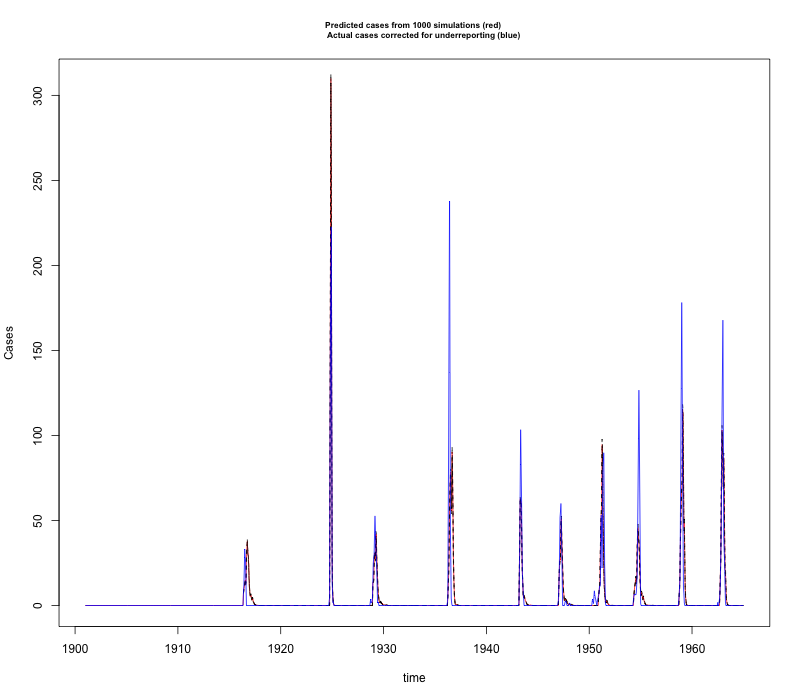 Predicted cases from 1000 simulations (red)
Actual cases corrected for underreporting (blue)
300
250
200
150
100
50
0
Cases
1900 1910 1920 1930 1940 1950 1960
time